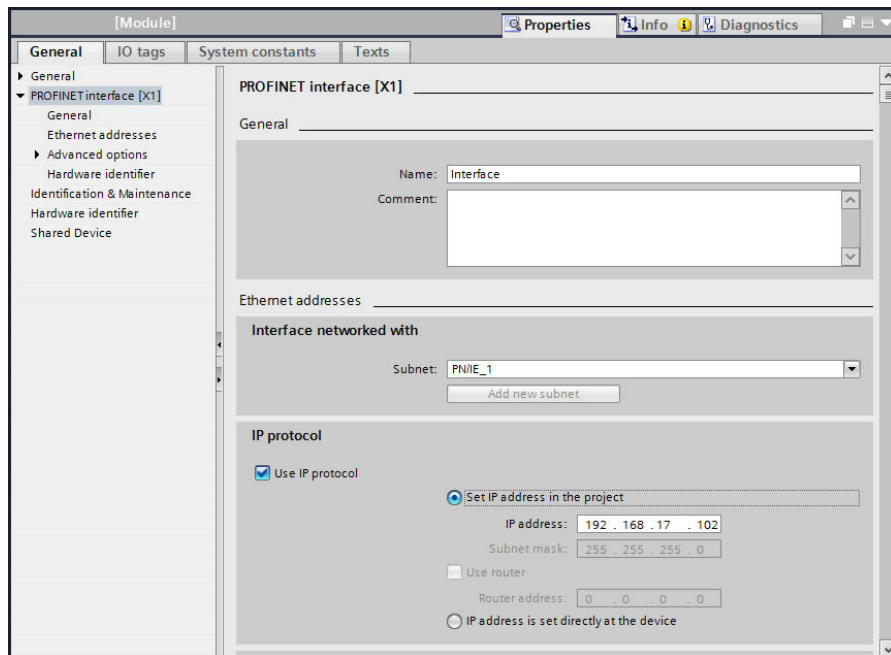 [Module]
Properties
Info
Diagnostics
General
IO tags
System constants
Texts
General
PROFINET interface [X1]
General
Ethernet addresses
Advanced options
Hardware identifier
Identification & Maintenance
Hardware identifier
Shared Device
PROFINET interface [X1]
General
Name: Interface
Comment:
Ethernet addresses
Interface networked with
Subnet: PN/IE_1
Add new subnet
IP protocol
Use IP protocol
Set IP address in the project
IP address: 192 . 168 . 17 . 102
Subnet mask: 255 . 255 . 255 . 0
Use router
Router address: 0 . 0 . 0 . 0
IP address is set directly at the device